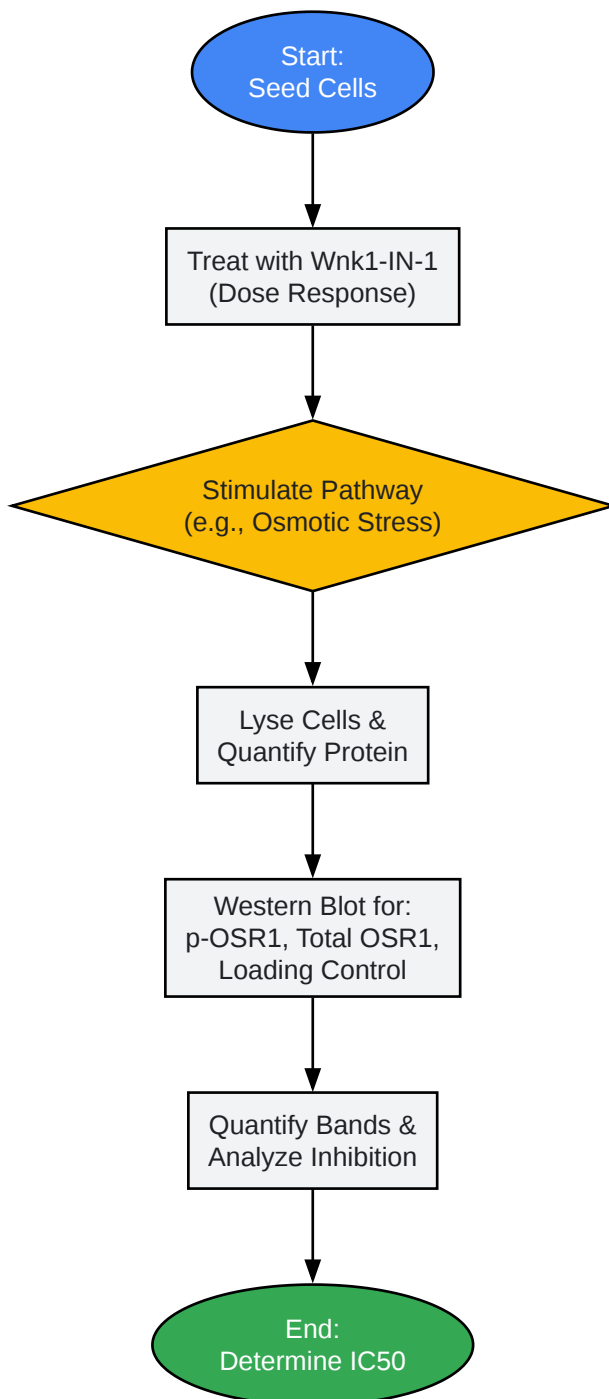 Start:
Seed Cells
Treat with Wnk1-IN-1
(Dose Response)
Stimulate Pathway
(e.g., Osmotic Stress)
Lyse Cells &
Quantify Protein
Western Blot for:
p-OSR1, Total OSR1,
Loading Control
Quantify Bands &
Analyze Inhibition
End:
Determine IC50